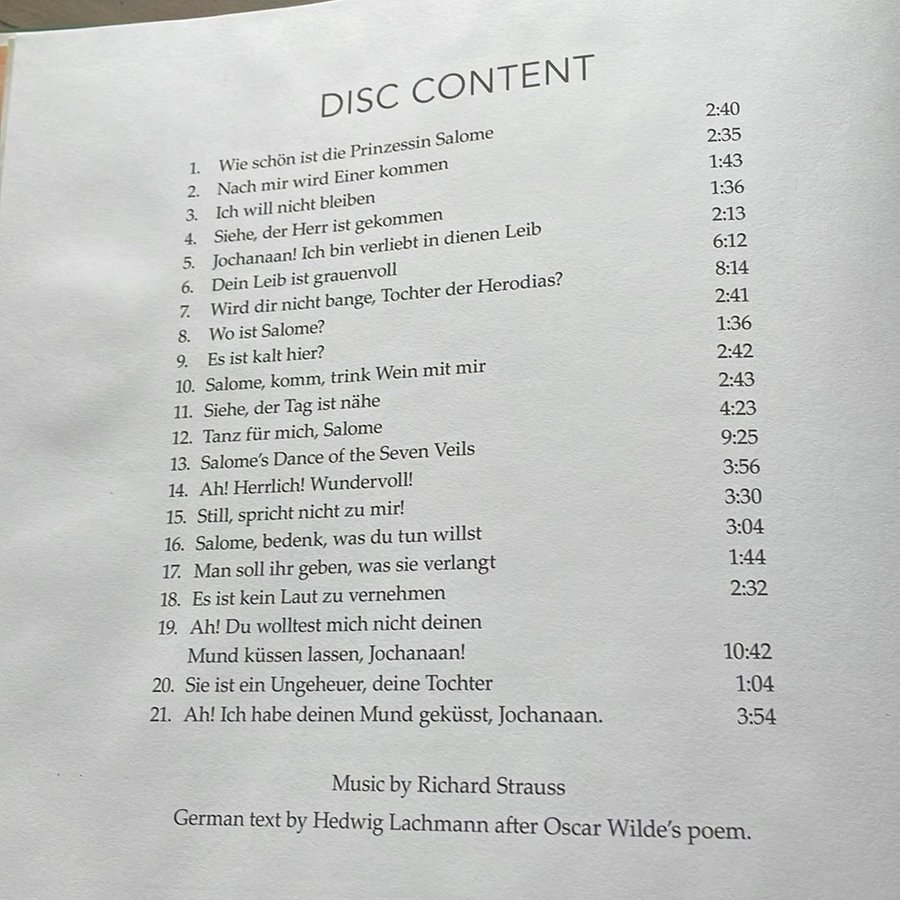 DISC CONTENT
1. Wie schön ist die Prinzessin Salome 2:40
2. Nach mir wird Einer kommen 2:35
3. Ich will nicht bleiben 1:43
4. Siehe, der Herr ist gekommen 1:36
5. Jochanaan! Ich bin verliebt in dienen Leib 2:13
6. Dein Leib ist grauenvoll 6:12
7. Wird dir nicht bange, Tochter der Herodias? 8:14
8. Wo ist Salome? 2:41
9. Es ist kalt hier? 1:36
10. Salome, komm, trink Wein mit mir 2:42
11. Siehe, der Tag ist nähe 2:43
12. Tanz für mich, Salome 4:23
13. Salome's Dance of the Seven Veils 9:25
14. Ah! Herrlich! Wundervoll! 3:56
15. Still, spricht nicht zu mir! 3:30
16. Salome, bedenk, was du tun willst 3:04
17. Man soll ihr geben, was sie verlangt 1:44
18. Es ist kein Laut zu vernehmen 2:32
19. Ah! Du wolltest mich nicht deinen
Mund küssen lassen, Jochanaan! 10:42
20. Sie ist ein Ungeheuer, deine Tochter 1:04
21. Ah! Ich habe deinen Mund geküsst, Jochanaan. 3:54
Music by Richard Strauss
German text by Hedwig Lachmann after Oscar Wilde's poem.